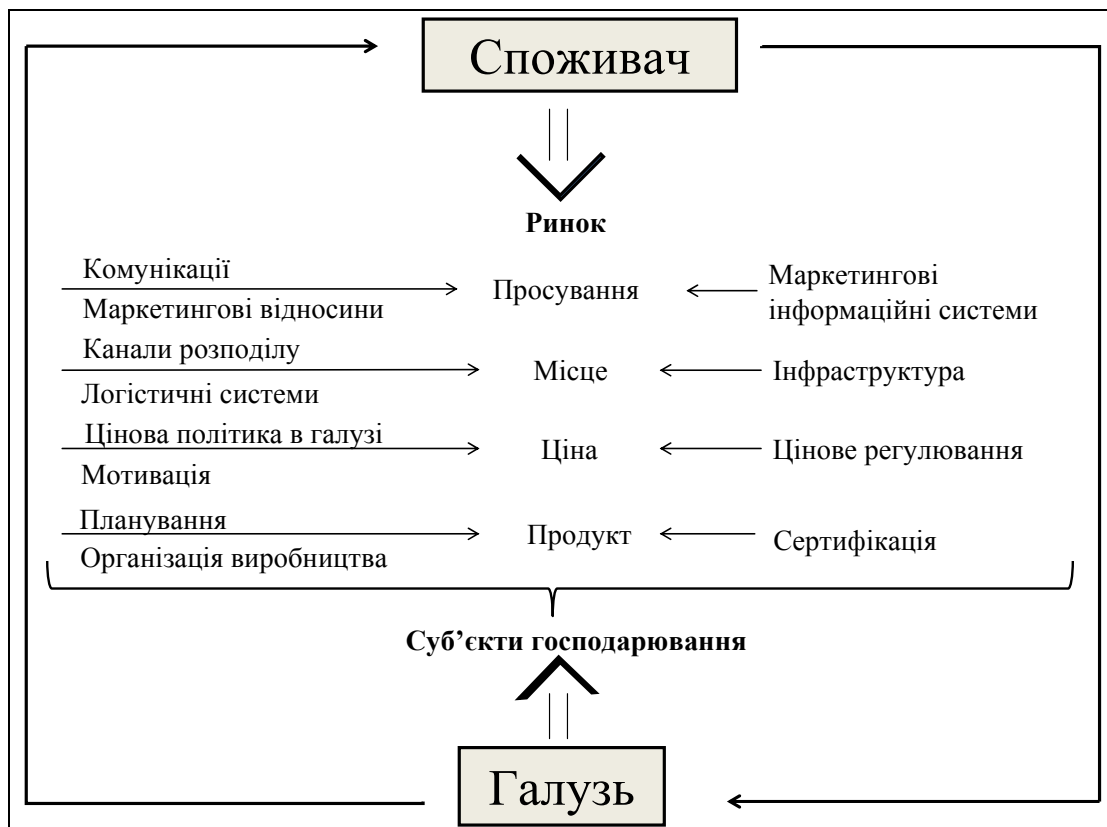 Споживач
Ринок
Комунікації
Маркетингові відносини
Просування
Маркетингові
інформаційні системи
Канали розподілу
Логістичні системи
Місце
Інфраструктура
Цінова політика в галузі
Мотивація
Ціна
Цінове регулювання
Планування
Організація виробництва
Продукт
Сертифікація
Суб’єкти господарювання
Галузь